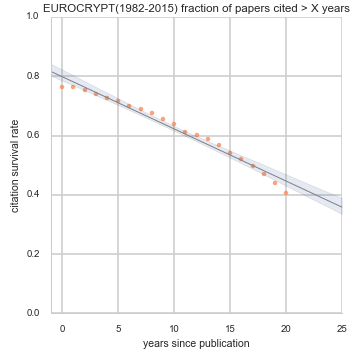 EUROCRYPT(1982-2015) fraction of papers cited > X years
1.0
0.8
0.6
0.4
0.2
0.0
citation survival rate
0 5 10 15 20 25
years since publication